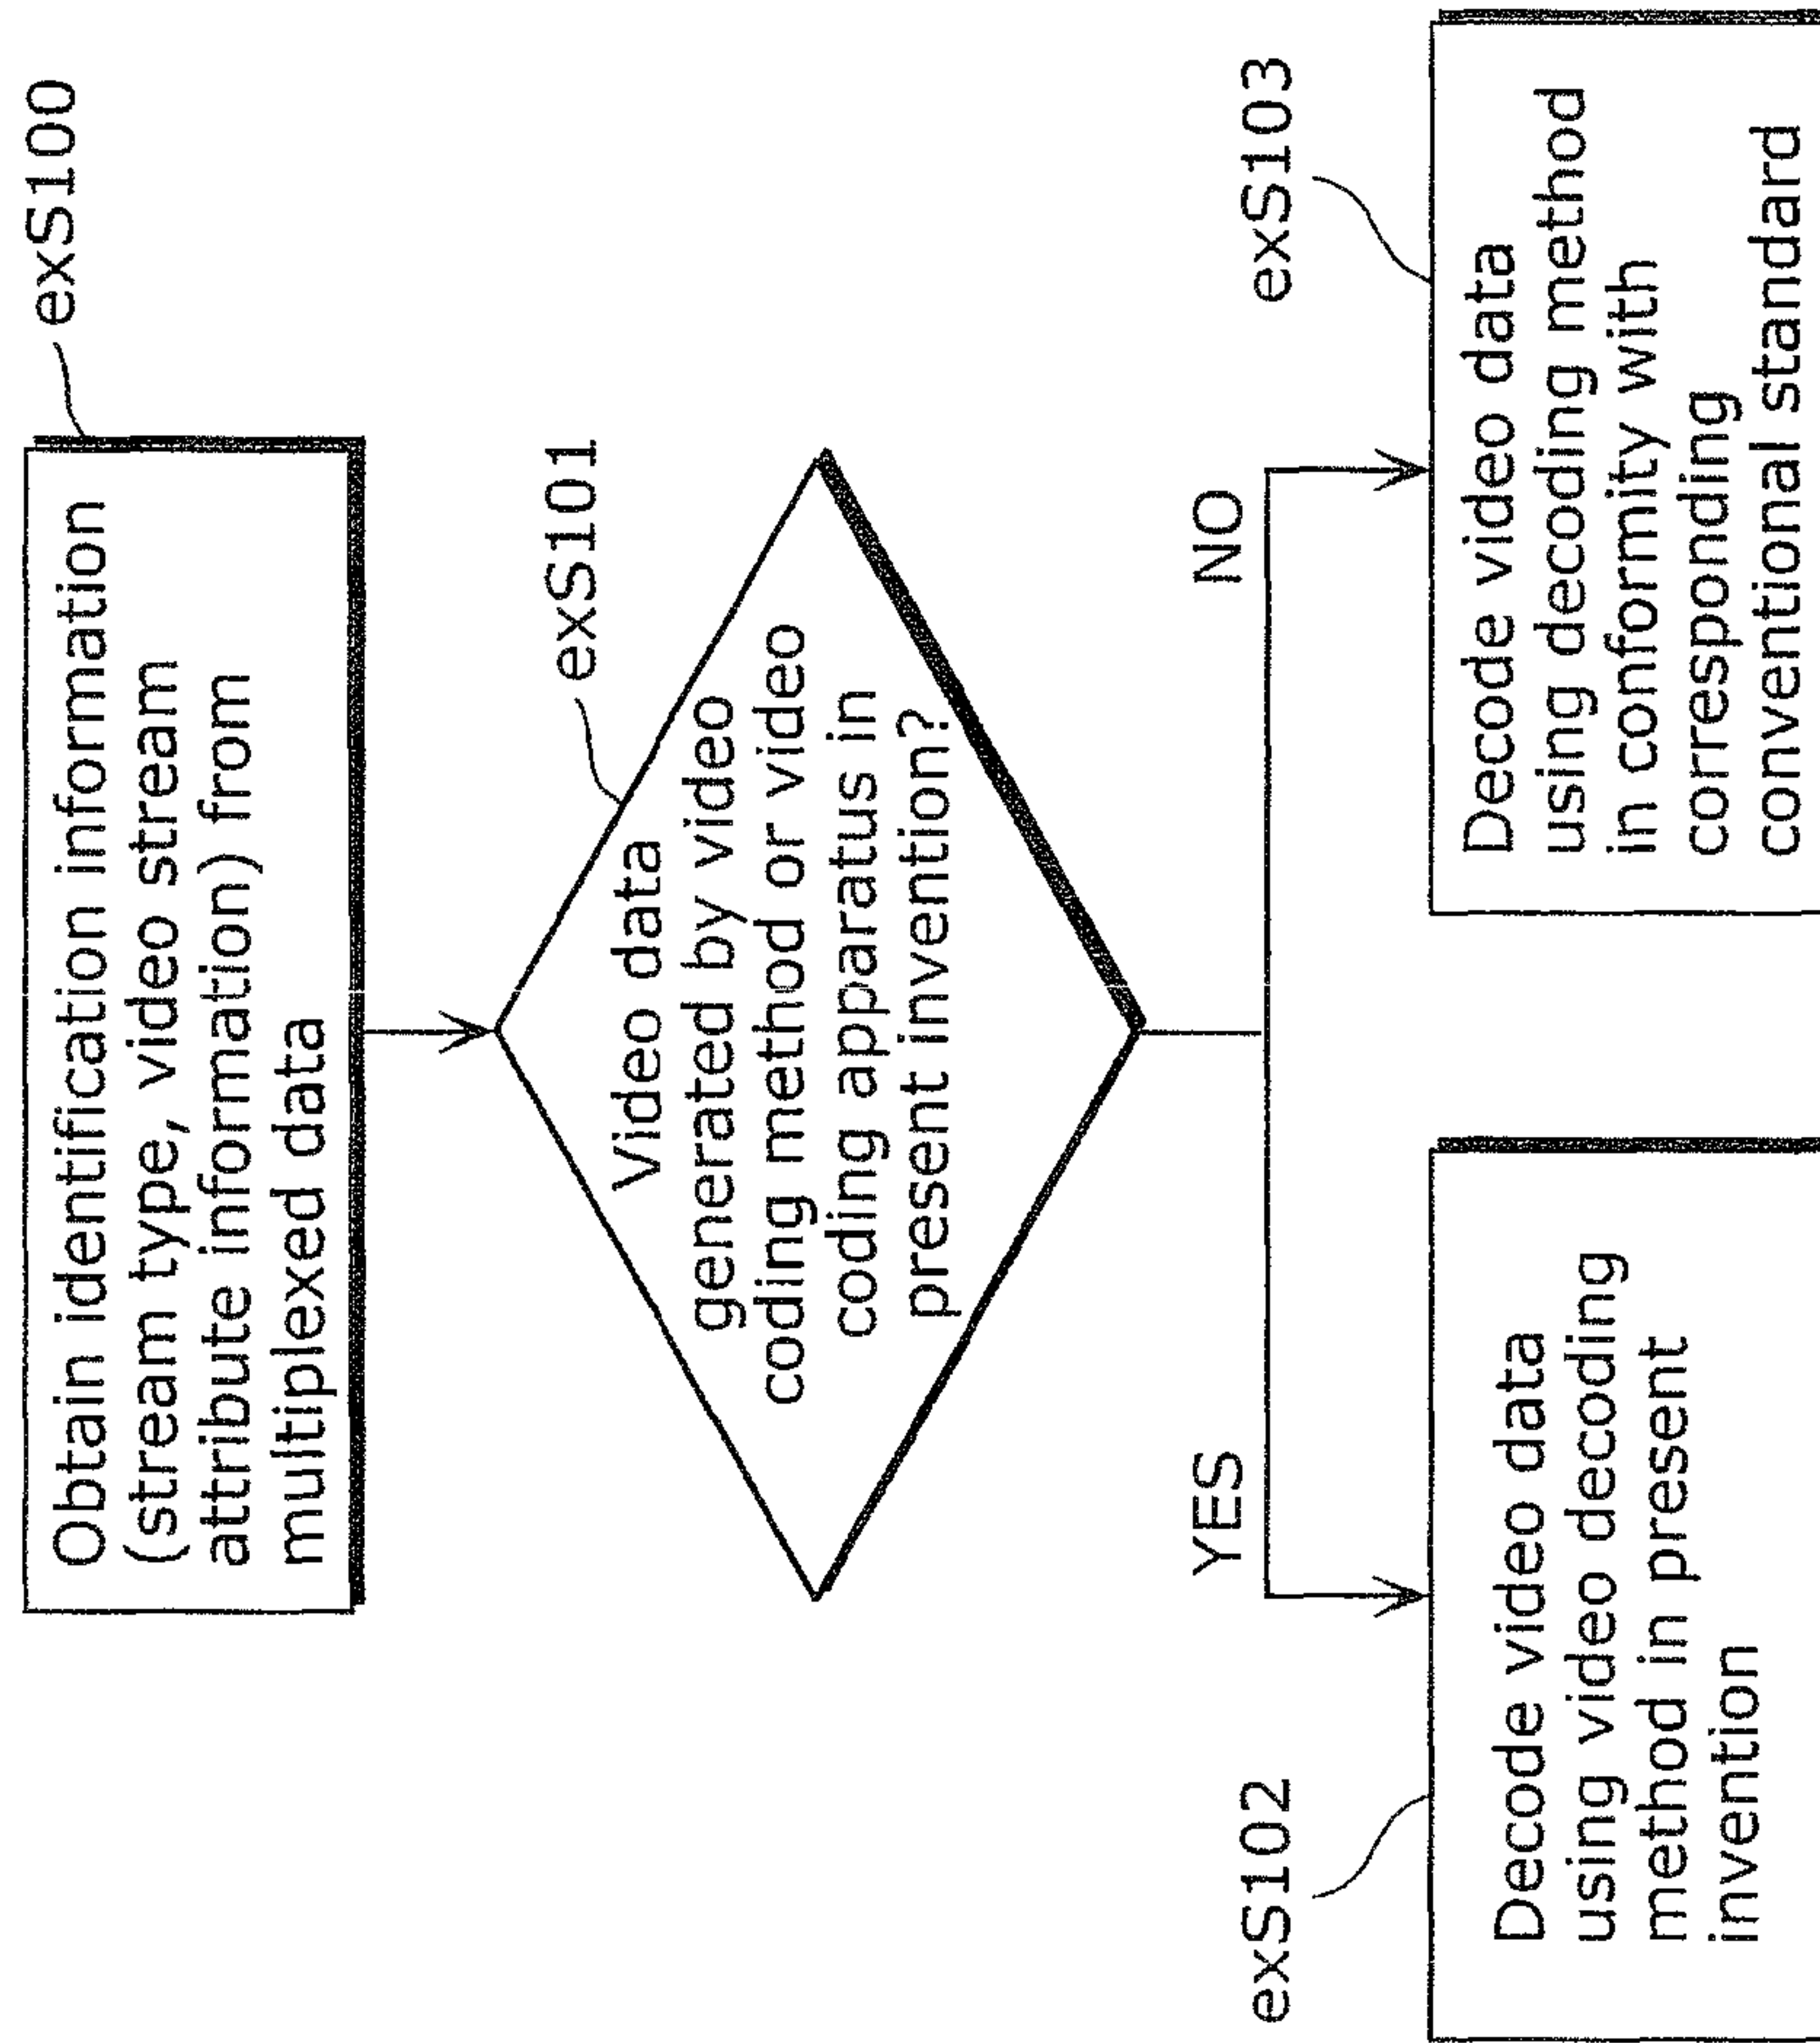 exS100
Obtain identification information
(stream type, video stream
attribute information) from
multiplexed data
exS101
Video data
generated by video
coding method or video
coding apparatus in
present invention?
YES
NO
exS102
Decode video data
using video decoding
method in present
invention
exS103
Decode video data
using decoding method
in conformity with
corresponding
conventional standard